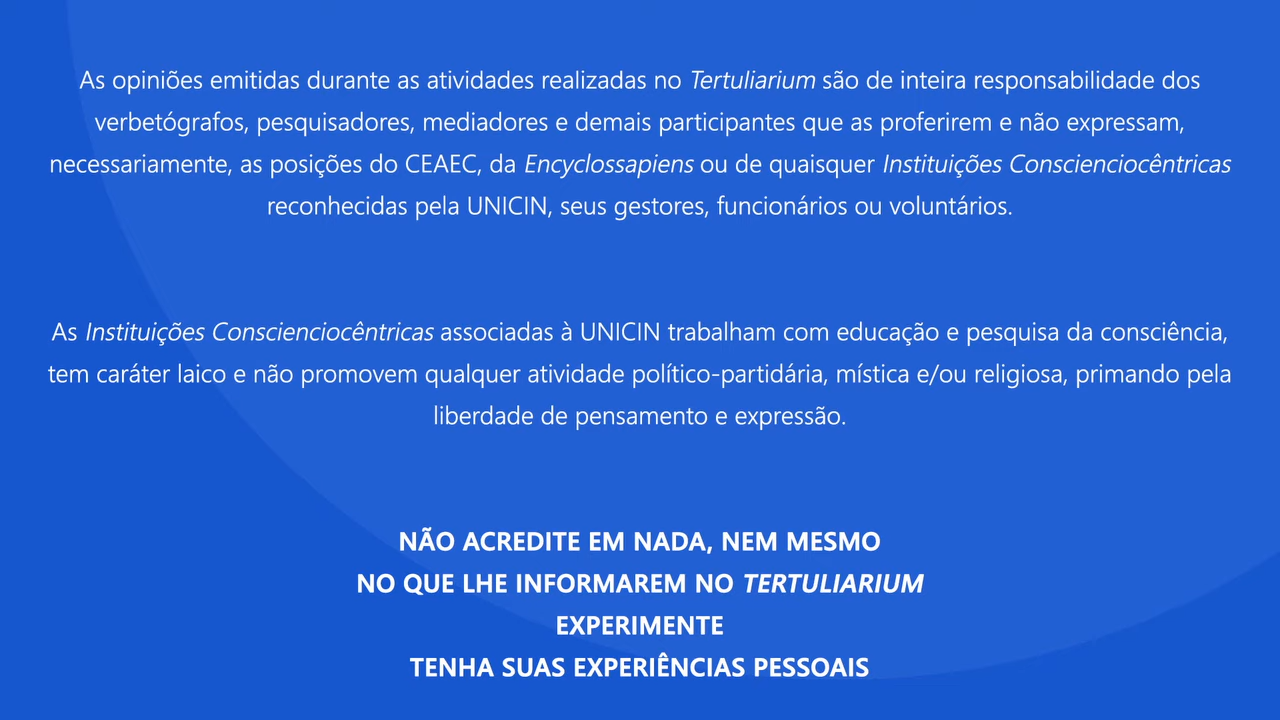 As opiniões emitidas durante as atividades realizadas no Tertuliarium são de inteira responsabilidade dos
verbetógrafos, pesquisadores, mediadores e demais participantes que as proferirem e não expressam,
necessariamente, as posições do CEAEC, da Encyclossapiens ou de quaisquer Instituições Conscienciocêntricas
reconhecidas pela UNICIN, seus gestores, funcionários ou voluntários.
As Instituições Conscienciocêntricas associadas à UNICIN trabalham com educação e pesquisa da consciência,
tem caráter laico e não promovem qualquer atividade político-partidária, mística e/ou religiosa, primando pela
liberdade de pensamento e expressão.
NÃO ACREDITE EM NADA, NEM MESMO
NO QUE LHE INFORMAREM NO TERTULIARIUM
EXPERIMENTE
TENHA SUAS EXPERIÊNCIAS PESSOAIS